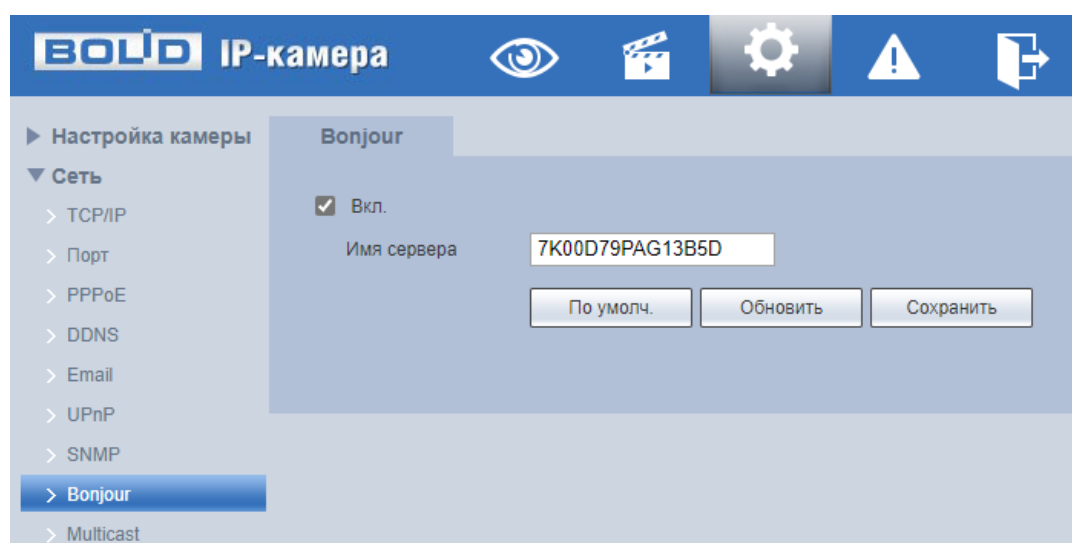 BOLID IP-камера
Настройка камеры
Bonjour
Сеть
TCP/IP
Вкл.
Порт
Имя сервера
7K00D79PAG13B5D
PPPoE
По умолч.
Обновить
Сохранить
DDNS
Email
UPnP
SNMP
Bonjour
Multicast